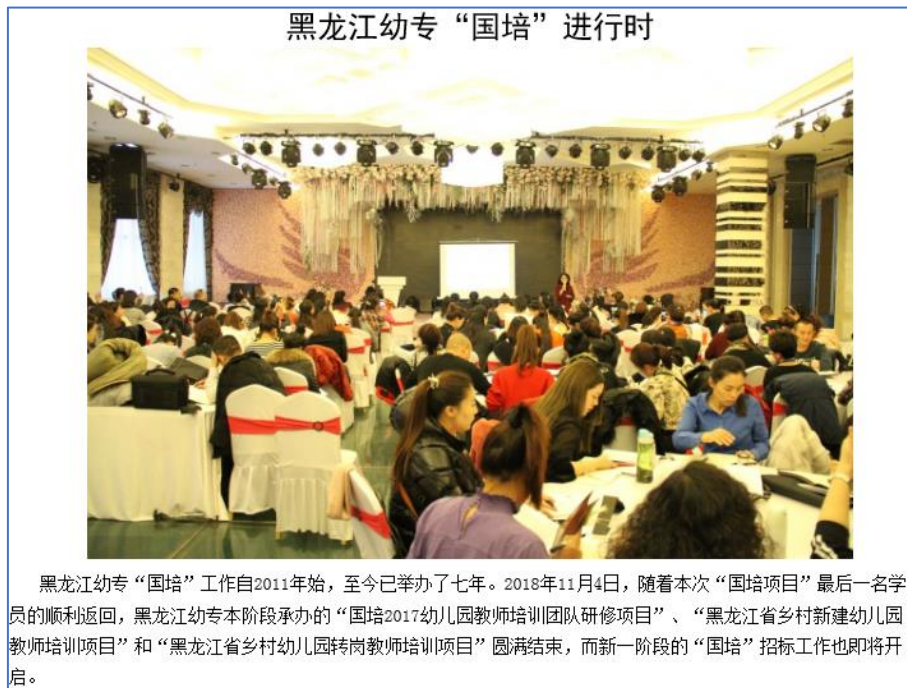 黑龙江幼专“国培”进行时
黑龙江幼专“国培”工作自2011年始，至今已举办了七年。2018年11月4日，随着本次“国培项目”最后一名学
员的顺利返回，黑龙江幼专本阶段承办的“国培2017幼儿园教师培训团队研修项目”、“黑龙江省乡村新建幼儿园
教师培训项目”和“黑龙江省乡村幼儿园转岗教师培训项目”圆满结束，而新一阶段的“国培”招标工作也即将开
启。